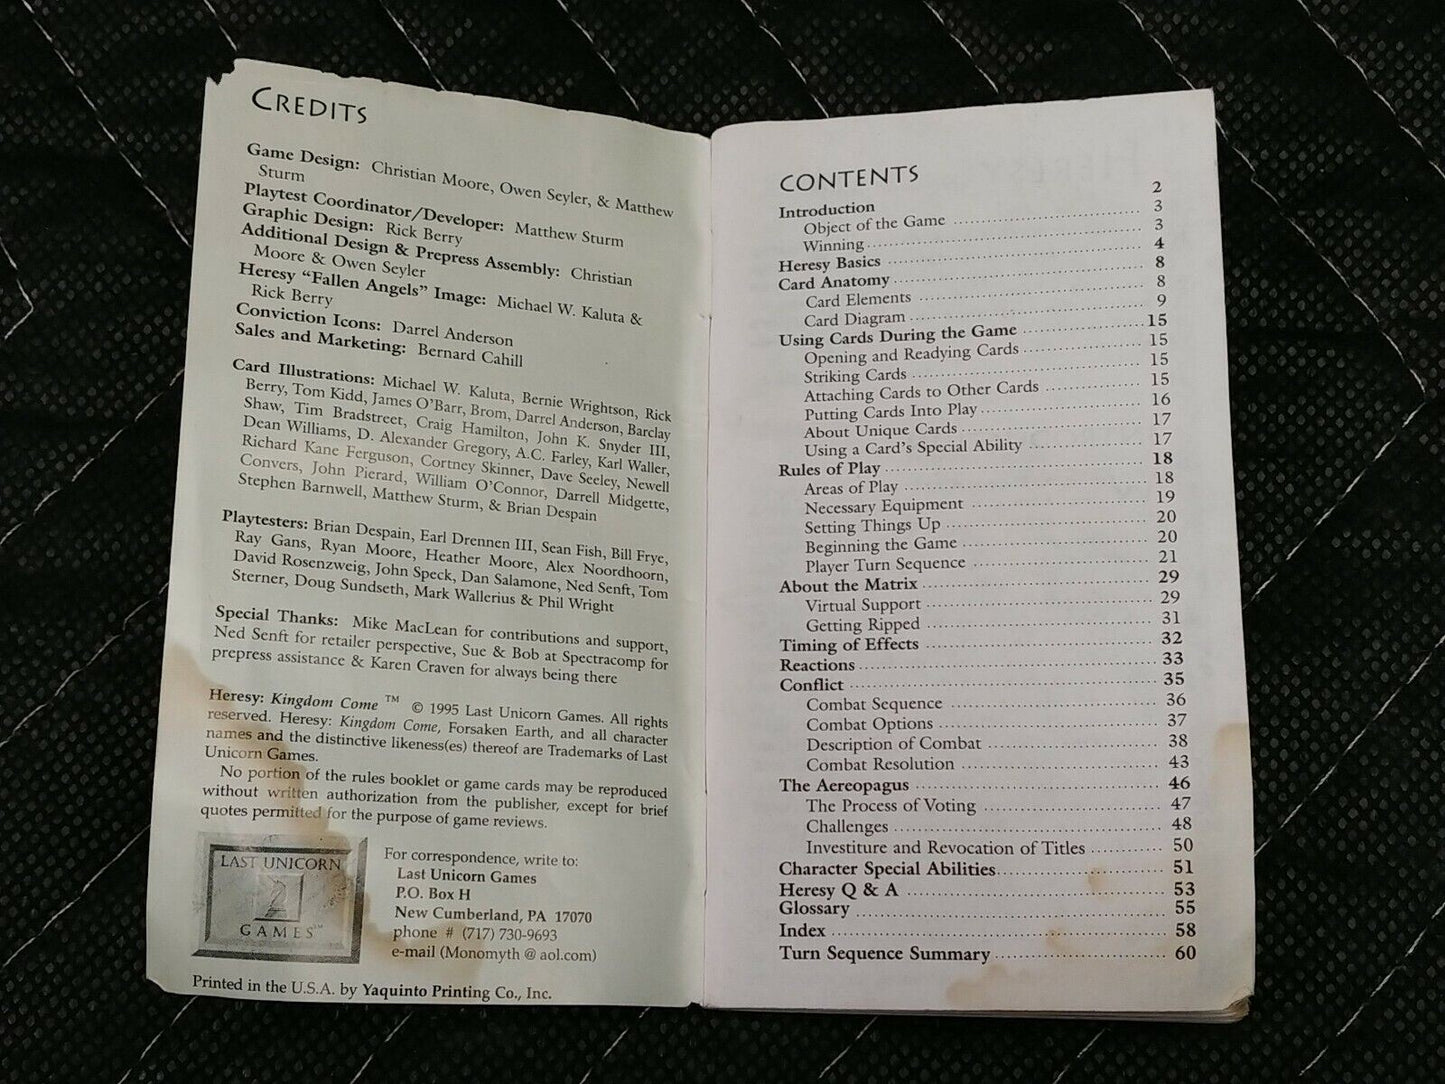 CREDITS
Game Design: Christian Moore, Owen Seyler, & Matthew
Sturm
Playtest Coordinator/Developer: Matthew Sturm
Graphic Design: Rick Berry
Additional Design & Prepress Assembly: Christian
Moore & Owen Seyler
Heresy "Fallen Angels" Image: Michael W. Kaluta &
Rick Berry
Conviction Icons: Darrel Anderson
Sales and Marketing: Bernard Cahill
Card Illustrations: Michael W. Kaluta, Bernie Wrightson, Rick
Berry, Tom Kidd, James O'Barr, Brom, Darrel Anderson, Barclay
Shaw, Tim Bradstreet, Craig Hamilton, John K. Snyder III,
Dean Williams, D. Alexander Gregory, A.C. Farley, Karl Waller,
Richard Kane Ferguson, Cortney Skinner, Dave Seeley, Newell
Convers, John Pierard, William O'Connor, Darrell Midgette,
Stephen Barnwell, Matthew Sturm, & Brian Despain
Playtesters: Brian Despain, Earl Drennen III, Sean Fish, Bill Frye,
Ray Gans, Ryan Moore, Heather Moore, Alex Noordhoorn,
David Rosenzweig, John Speck, Dan Salamone, Ned Senft, Tom
Sterner, Doug Sundseth, Mark Wallerius & Phil Wright
Special Thanks: Mike MacLean for contributions and support,
Ned Senft for retailer perspective, Sue & Bob at Spectracomp for
prepress assistance & Karen Craven for always being there
Heresy: Kingdom Come ™ © 1995 Last Unicorn Games. All rights
reserved. Heresy: Kingdom Come, Forsaken Earth, and all character
names and the distinctive likeness(es) thereof are Trademarks of Last
Unicorn Games.
No portion of the rules booklet or game cards may be reproduced
without written authorization from the publisher, except for brief
quotes permitted for the purpose of game reviews.
LAST UNICORN
GAMES™
For correspondence, write to:
Last Unicorn Games
P.O. Box H
New Cumberland, PA 17070
phone # (717) 730-9693
e-mail (Monomyth @ aol.com)
Printed in the U.S.A. by Yaquinto Printing Co., Inc.
CONTENTS
Introduction 2
Object of the Game 3
Winning 3
Heresy Basics 4
Card Anatomy 8
Card Elements 8
Card Diagram 9
Using Cards During the Game 15
Opening and Readying Cards 15
Striking Cards 15
Attaching Cards to Other Cards 15
Putting Cards Into Play 16
About Unique Cards 17
Using a Card's Special Ability 17
Rules of Play 18
Areas of Play 18
Necessary Equipment 19
Setting Things Up 20
Beginning the Game 20
Player Turn Sequence 21
About the Matrix 29
Virtual Support 29
Getting Ripped 31
Timing of Effects 32
Reactions 33
Conflict 35
Combat Sequence 36
Combat Options 37
Description of Combat 38
Combat Resolution 43
The Aereopagus 46
The Process of Voting 47
Challenges 48
Investiture and Revocation of Titles 50
Character Special Abilities 51
Heresy Q & A 53
Glossary 55
Index 58
Turn Sequence Summary 60